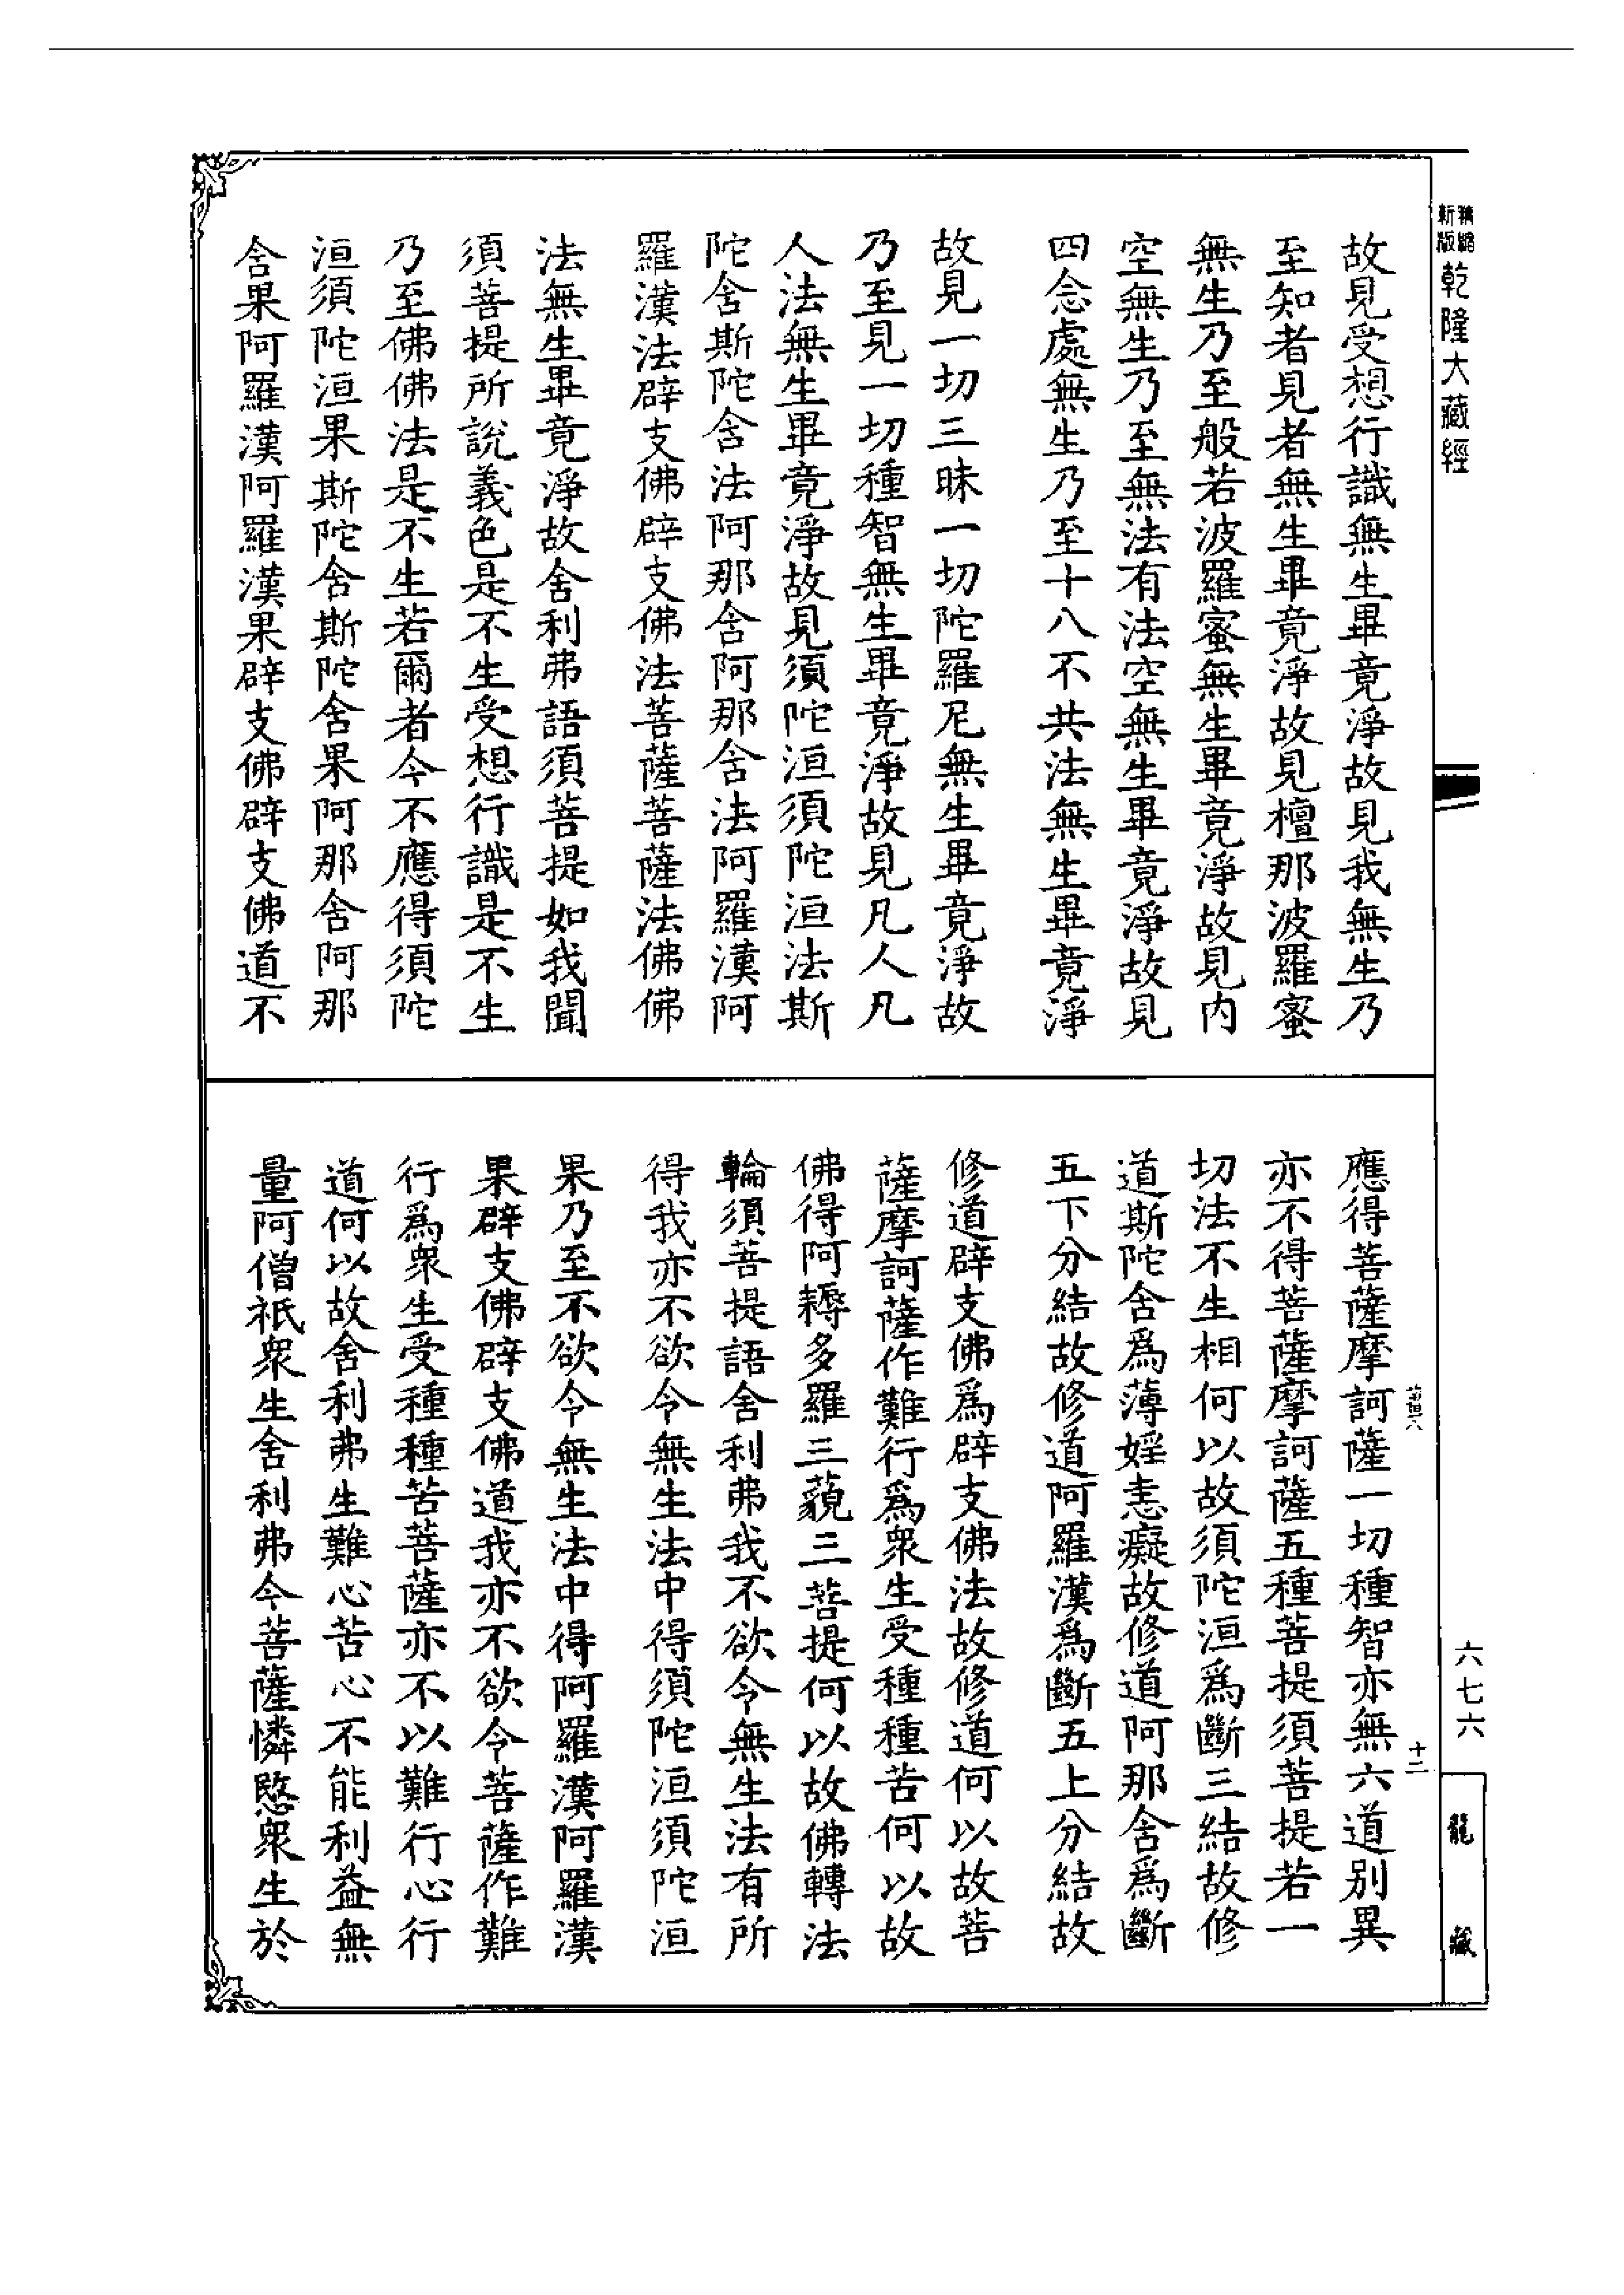 新版
乾隆大藏經
故見受想行識無生畢竟淨故見我無生乃
至知者見者無生畢竟淨故見檀那波羅蜜
無生乃至般若波羅蜜無生畢竟淨故見內
空無生乃至無法有法空無生畢竟淨故見
四念處無生乃至十八不共法無生畢竟淨
故見一切三昧一切陀羅尼無生畢竟淨故
乃至見一切種智無生畢竟淨故見凡人凡
人法無生畢竟淨故見須陀洹須陀洹法斯
陀舍斯陀含法阿那含阿那舍法阿羅漢阿
羅漢法辟支佛辟支佛法菩薩菩薩法佛佛
法無生畢竟淨故舍利弗語須菩提如我聞
須菩提所說義色是不生受想行識是不生
乃至佛佛法是不生若爾者今不應得須陀
洹須陀洹果斯陀含斯陀含果阿那含阿那
含果阿羅漢阿羅漢果辟支佛辟支佛道不
應得菩薩摩訶薩一切種智亦無六道別異
亦不得菩薩摩訶薩五種菩提須菩提若一
切法不生相何以故須陀洹爲斷三結故修
道斯陀含爲薄婬恚癡故修道阿那含爲斷
五下分結故修道阿羅漢爲斷五上分結故
修道辟支佛爲辟支佛法故修道何以故菩
薩摩訶薩作難行爲衆生受種種苦何以故
佛得阿耨多羅三藐三菩提何以故佛轉法
輪須菩提語舍利弗我不欲令無生法有所
得我亦不欲令無生法中得須陀洹須陀洹
果乃至不欲令無生法中得阿羅漢阿羅漢
果辟支佛辟支佛道我亦不欲令菩薩作難
行爲衆生受種種苦菩薩亦不以難行心行
道何以故舍利弗生難心苦心不能利益無
量阿僧祇衆生舍利弗今菩薩憐愍衆生於
十二
六七六
龍藏